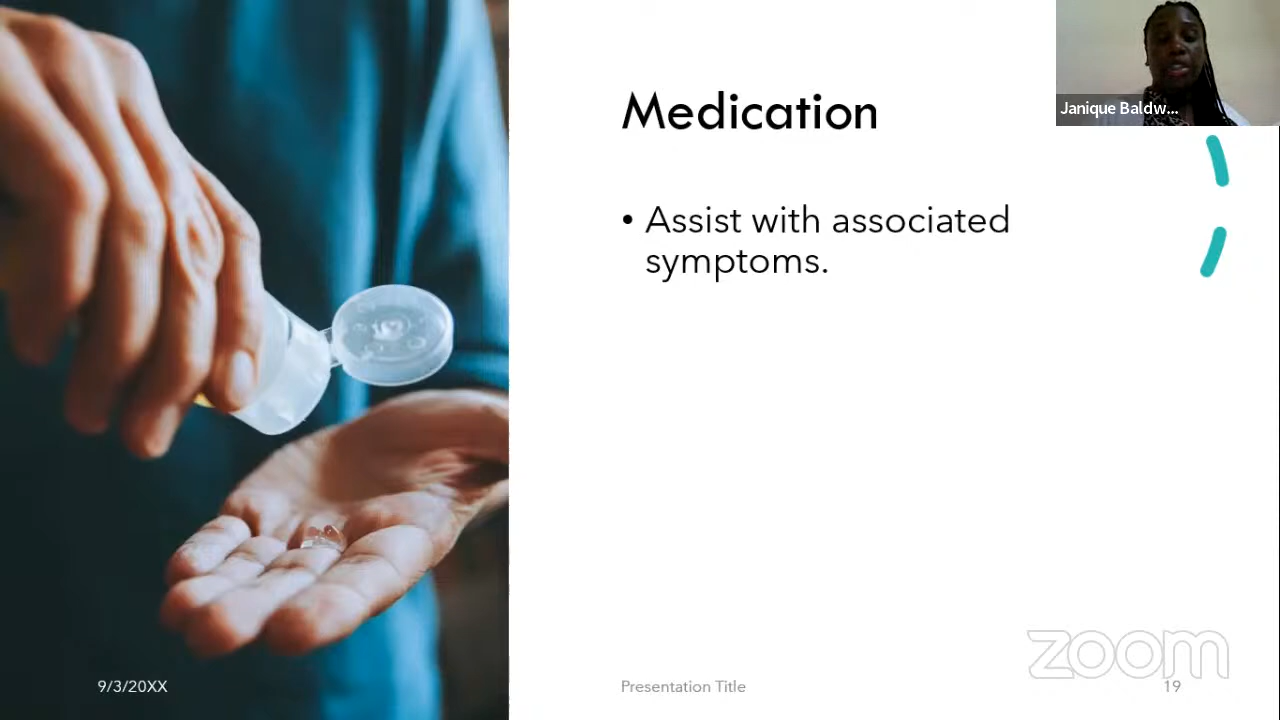 Medication
Janique Baldw...
• Assist with associated
symptoms.
zoom
9/3/20XX
Presentation Title
19